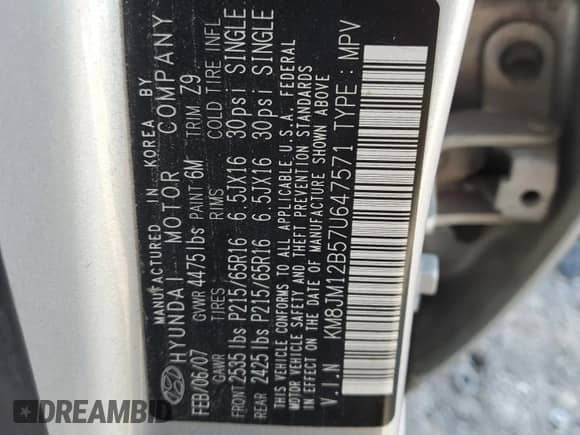 MANUFACTURED IN KOREA BY
HYUNDAI MOTOR COMPANY
FEB/06/07 GVWR 4475lbs PAINT: 6M TRIM Z9
GAWR TIRES RIMS COLD TIRE INFL
FRONT 2535 lbs P215/65R16 6.5JX16 30psi SINGLE
REAR 2425 lbs P215/65R16 6.5JX16 30psi SINGLE
THIS VEHICLE CONFORMS TO ALL APPLICABLE U.S.A. FEDERAL
MOTOR VEHICLE SAFETY AND THEFT PREVENTION STANDARDS
IN EFFECT ON THE DATE OF MANUFACTURE SHOWN ABOVE
V.I.N KM8JM12B57U647571 TYPE : MPV
DREAMBID